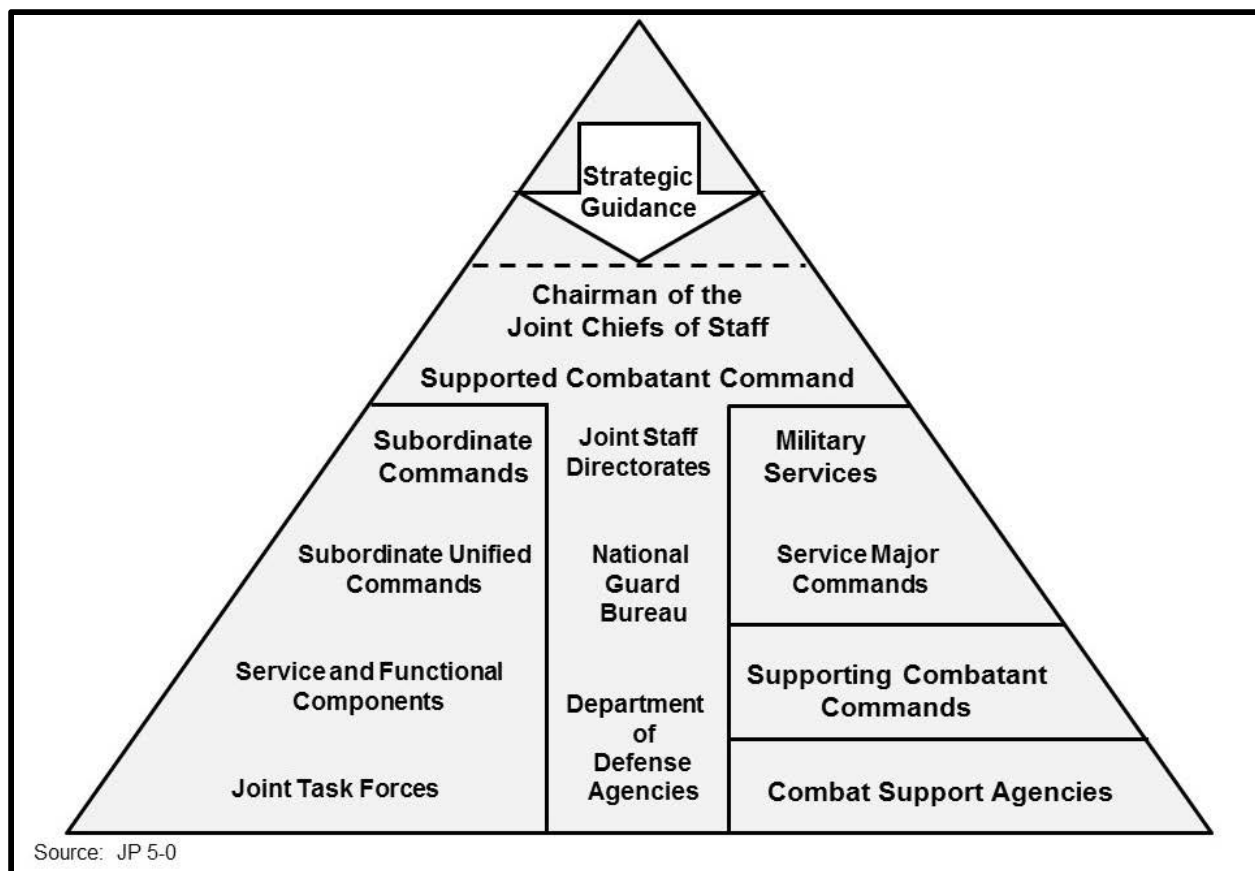 Strategic
Guidance
Chairman of the
Joint Chiefs of Staff
Supported Combatant Command
Subordinate
Commands
Subordinate Unified
Commands
Service and Functional
Components
Joint Task Forces
Joint Staff
Directorates
National
Guard
Bureau
Department
of
Defense
Agencies
Military
Services
Service Major
Commands
Supporting Combatant
Commands
Combat Support Agencies
Source: JP 5-0